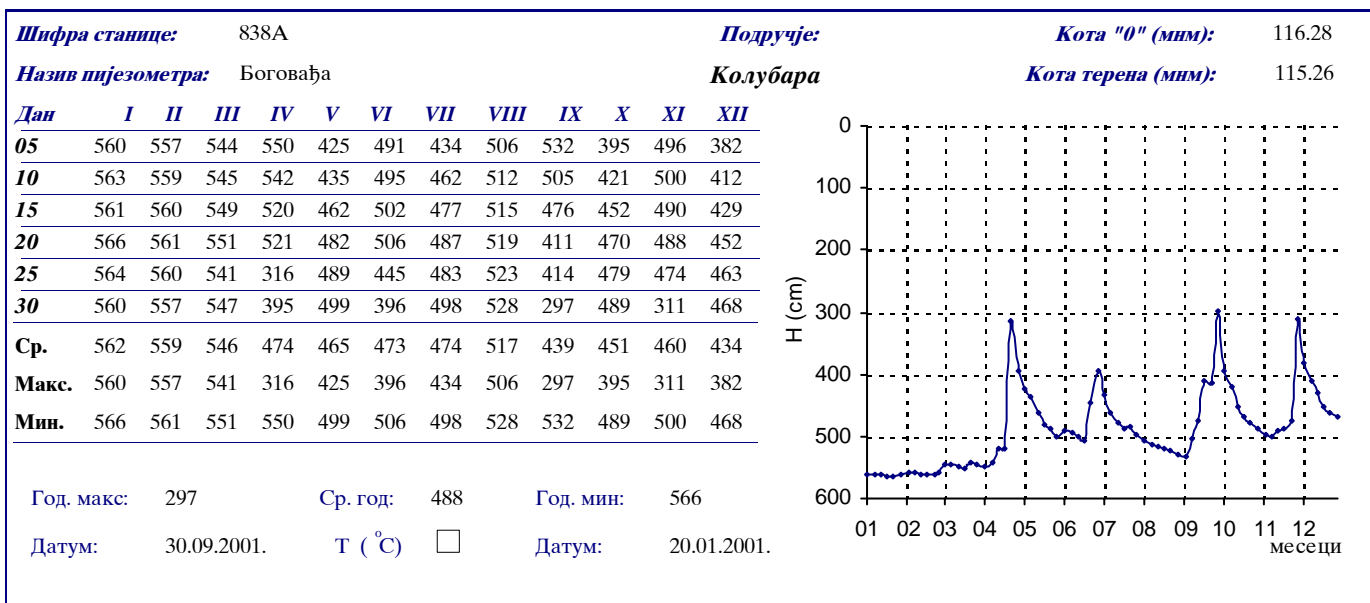 Шифра станице: 838А Подручје: Кота "0" (мнм): 116.28
Назив пијезометра: Боговађа Колубара Кота терена (мнм): 115.26
Дан I II III IV V VI VII VIII IX X XI XII
05 560 557 544 550 425 491 434 506 532 395 496 382
10 563 559 545 542 435 495 462 512 505 421 500 412
15 561 560 549 520 462 502 477 515 476 452 490 429
20 566 561 551 521 482 506 487 519 411 470 488 452
25 564 560 541 316 489 445 483 523 414 479 474 463
30 560 557 547 395 499 396 498 528 297 489 311 468
Ср. 562 559 546 474 465 473 474 517 439 451 460 434
Макс. 560 557 541 316 425 396 434 506 297 395 311 382
Мин. 566 561 551 550 499 506 498 528 532 489 500 468
Год. макс: 297 Ср. год: 488 Год. мин: 566
Датум: 30.09.2001. Т ( °C) Датум: 20.01.2001.
0
100
200
300
400
500
600
H (cm)
01 02 03 04 05 06 07 08 09 10 11 12
месеци